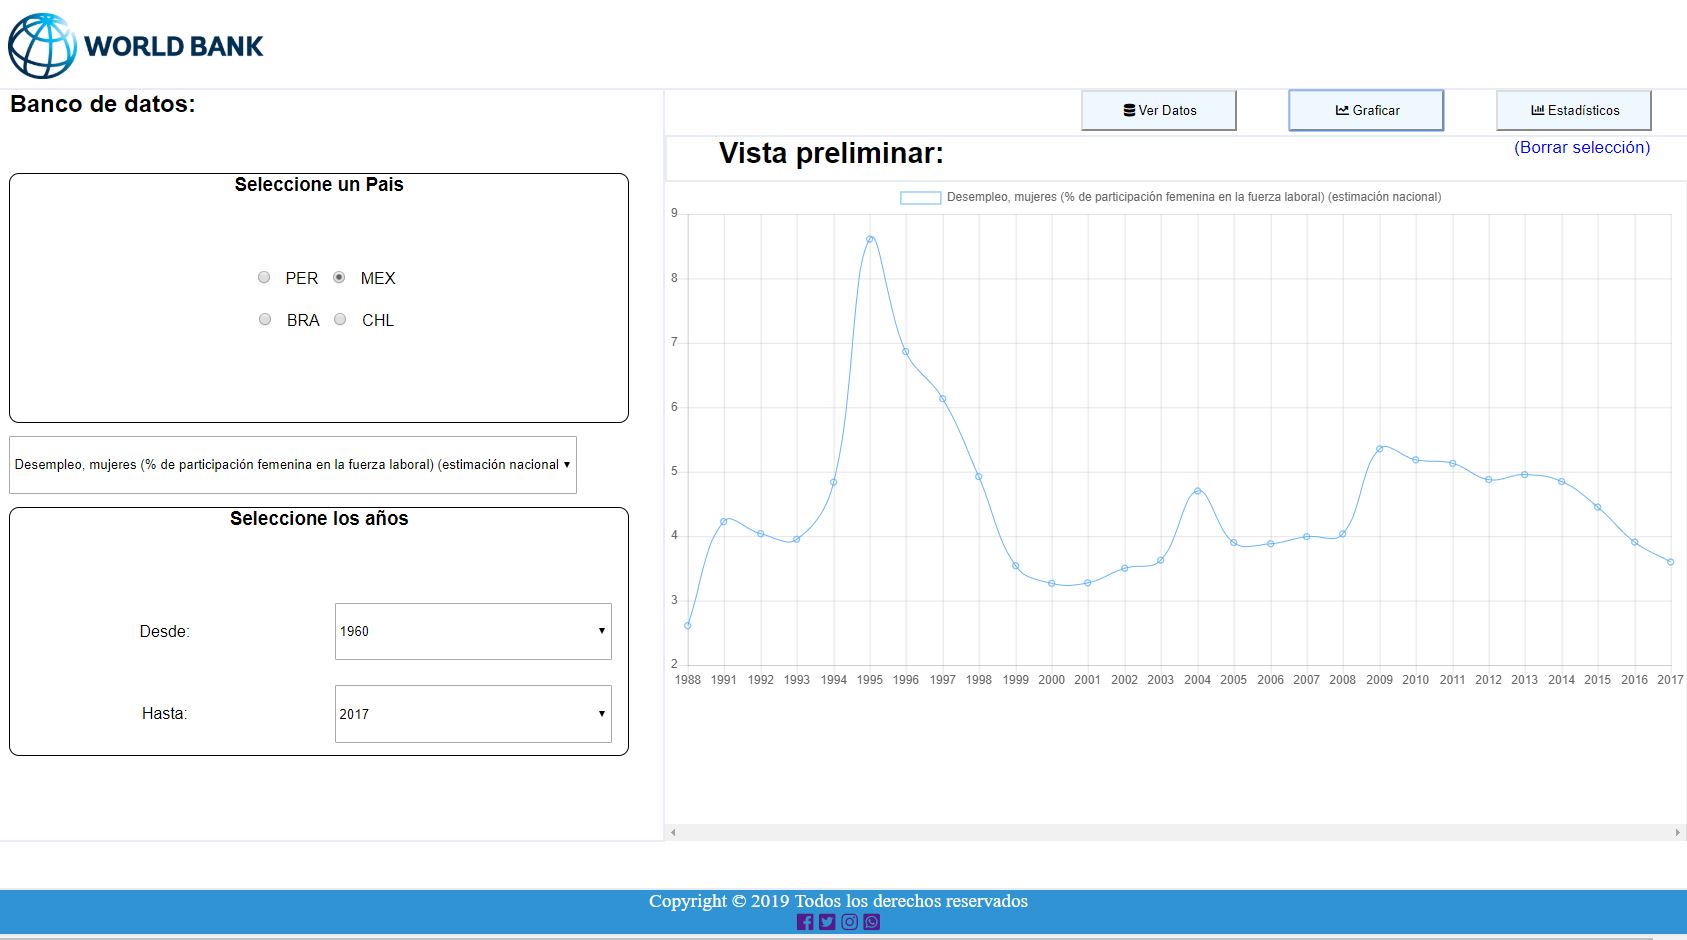 WORLD BANK
Banco de datos:
Ver Datos
Graficar
Estadísticos
Vista preliminar:
(Borrar selección)
Seleccione un Pais
PER MEX
BRA CHL
Desempleo, mujeres (% de participación femenina en la fuerza laboral) (estimación nacional
Seleccione los años
Desde: 1960
Hasta: 2017
Desempleo, mujeres (% de participación femenina en la fuerza laboral) (estimación nacional)
9
8
7
6
5
4
3
2
1988 1991 1992 1993 1994 1995 1996 1997 1998 1999 2000 2001 2002 2003 2004 2005 2006 2007 2008 2009 2010 2011 2012 2013 2014 2015 2016 2017
Copyright © 2019 Todos los derechos reservados